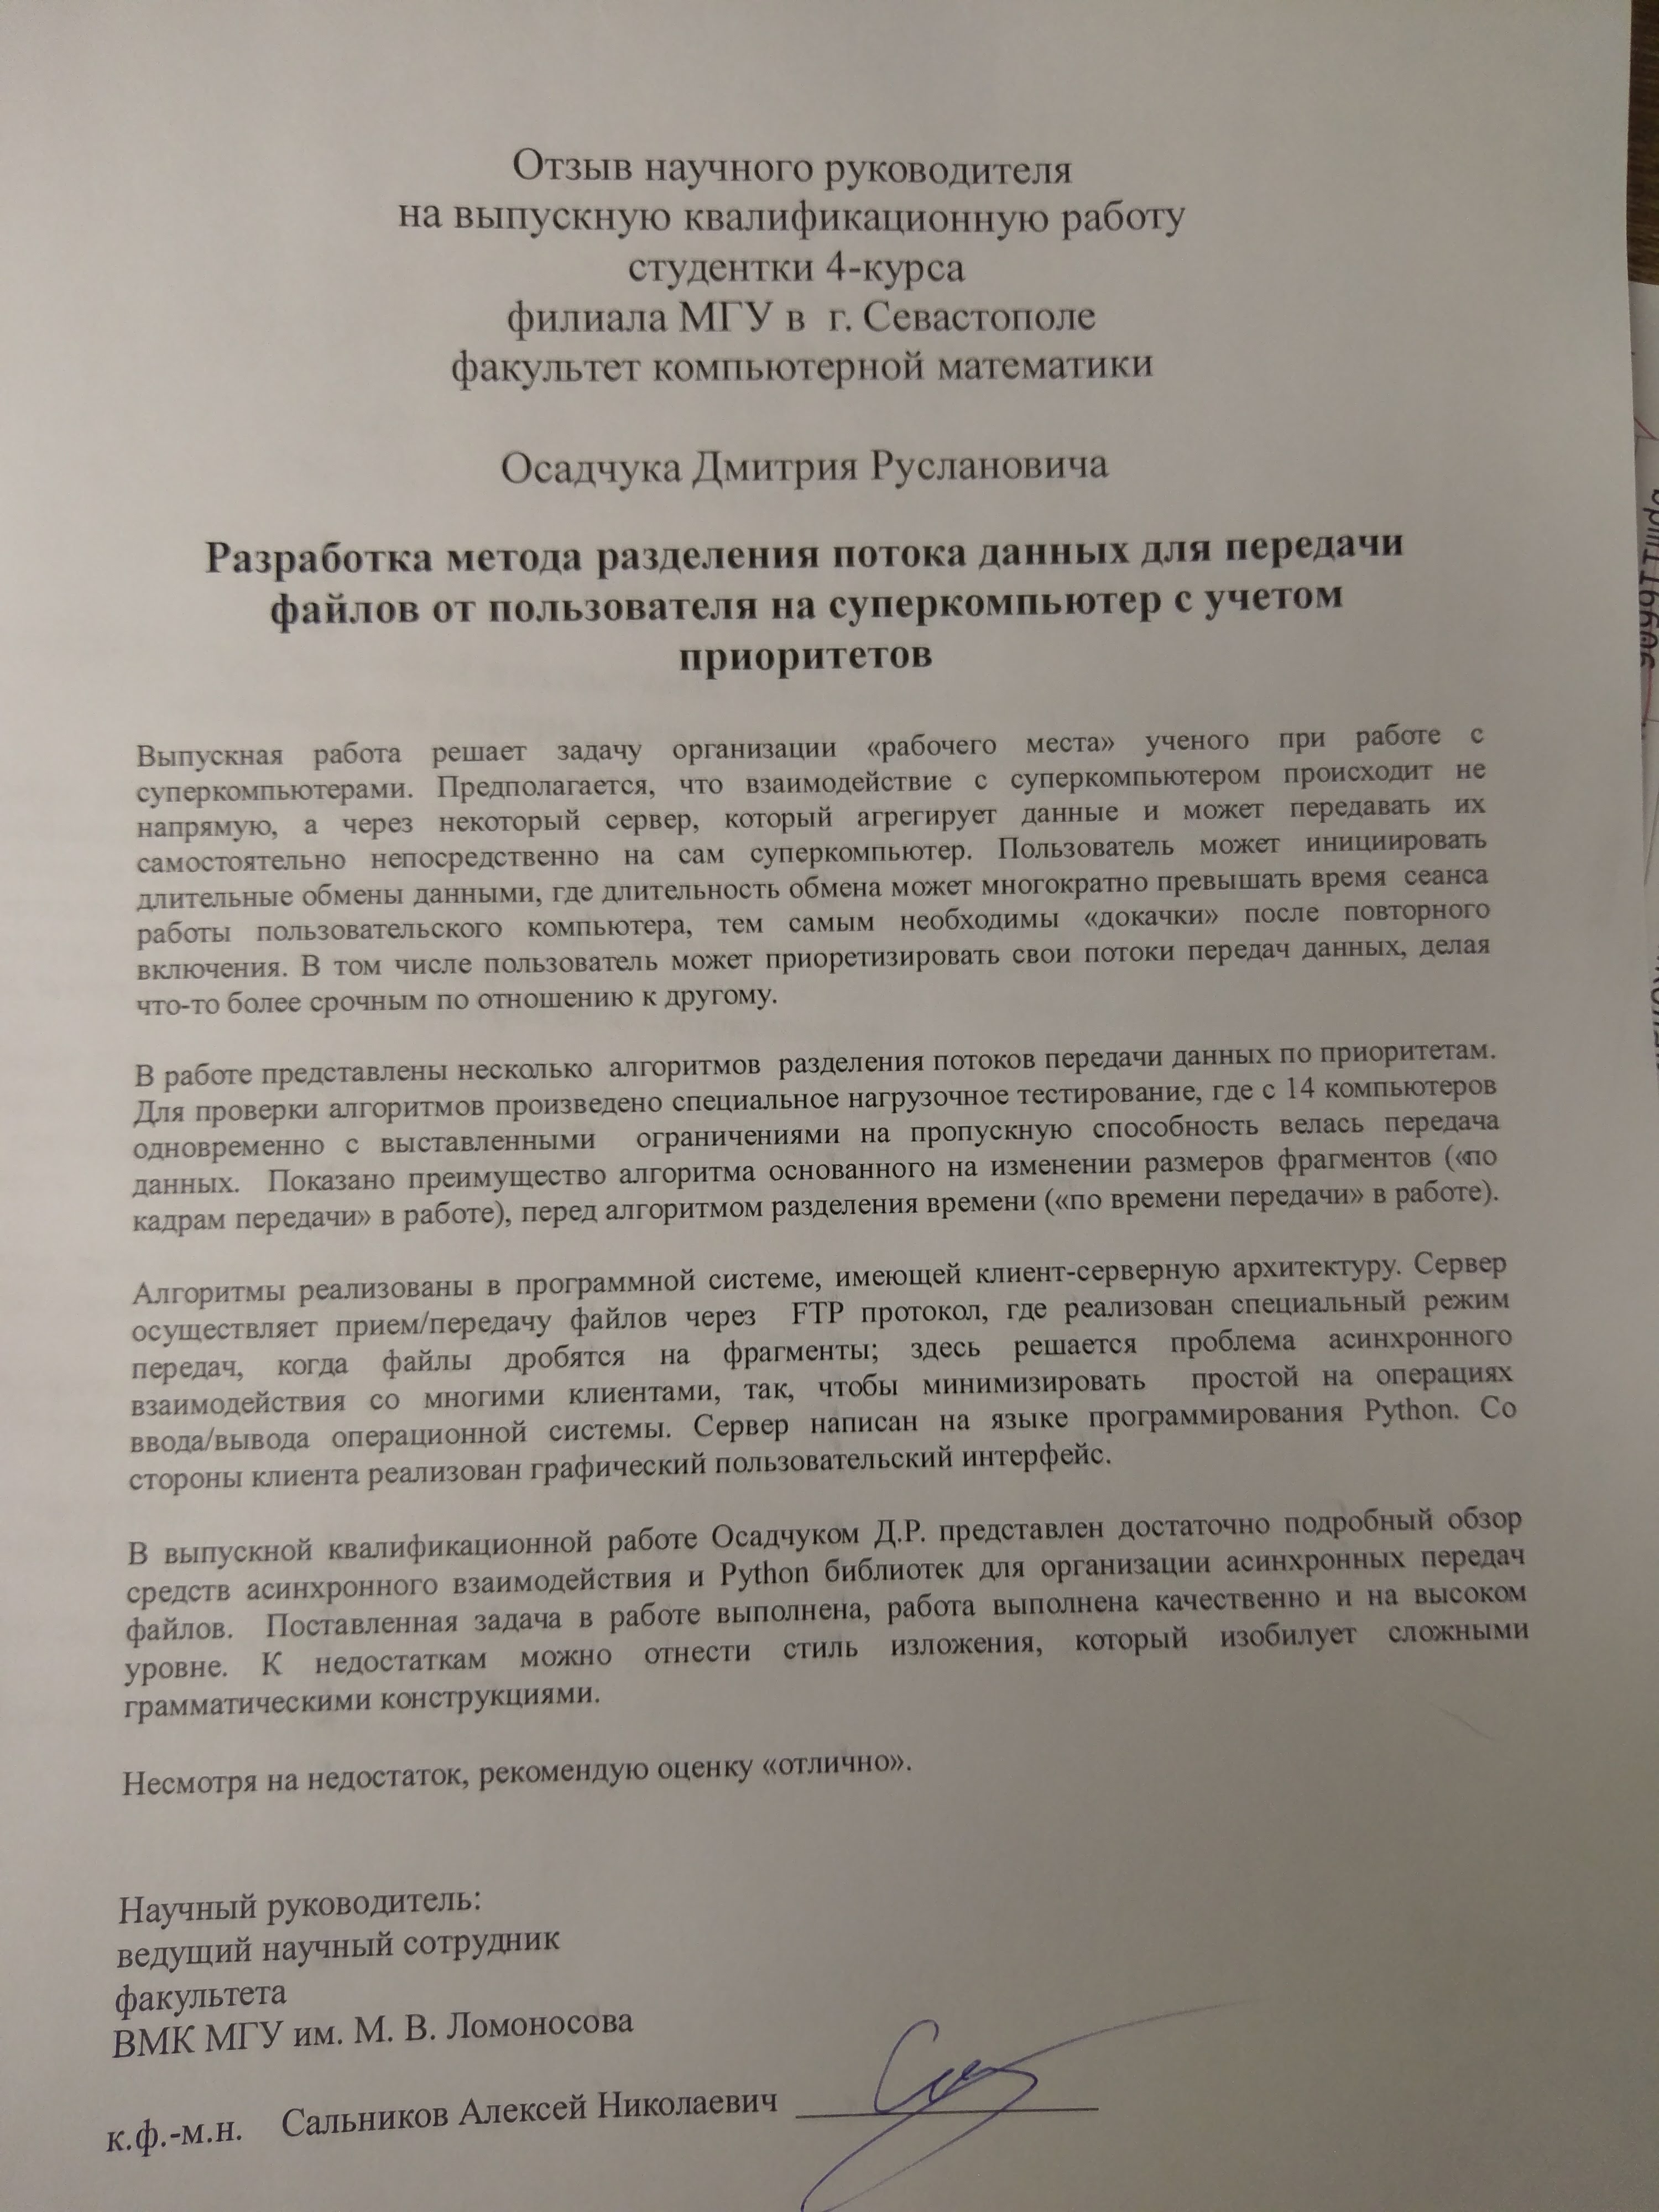 Отзыв научного руководителя
на выпускную квалификационную работу
студентки 4-курса
филиала МГУ в г. Севастополе
факультет компьютерной математики
Осадчука Дмитрия Руслановича
Разработка метода разделения потока данных для передачи
файлов от пользователя на суперкомпьютер с учетом
приоритетов
Выпускная работа решает задачу организации «рабочего места» ученого при работе с
суперкомпьютерами. Предполагается, что взаимодействие с суперкомпьютером происходит не
напрямую, а через некоторый сервер, который агрегирует данные и может передавать их
самостоятельно непосредственно на сам суперкомпьютер. Пользователь может инициировать
длительные обмены данными, где длительность обмена может многократно превышать время сеанса
работы пользовательского компьютера, тем самым необходимы «докачки» после повторного
включения. В том числе пользователь может приоретизировать свои потоки передач данных, делая
что-то более срочным по отношению к другому.
В работе представлены несколько алгоритмов разделения потоков передачи данных по приоритетам.
Для проверки алгоритмов произведено специальное нагрузочное тестирование, где с 14 компьютеров
одновременно с выставленными ограничениями на пропускную способность велась передача
данных. Показано преимущество алгоритма основанного на изменении размеров фрагментов («по
кадрам передачи» в работе), перед алгоритмом разделения времени («по времени передачи» в работе).
Алгоритмы реализованы в программной системе, имеющей клиент-серверную архитектуру. Сервер
осуществляет прием/передачу файлов через FTP протокол, где реализован специальный режим
передач, когда файлы дробятся на фрагменты; здесь решается проблема асинхронного
взаимодействия со многими клиентами, так, чтобы минимизировать простой на операциях
ввода/вывода операционной системы. Сервер написан на языке программирования Python. Со
стороны клиента реализован графический пользовательский интерфейс.
В выпускной квалификационной работе Осадчуком Д.Р. представлен достаточно подробный обзор
средств асинхронного взаимодействия и Python библиотек для организации асинхронных передач
файлов. Поставленная задача в работе выполнена, работа выполнена качественно и на высоком
уровне. К недостаткам можно отнести стиль изложения, который изобилует сложными
грамматическими конструкциями.
Несмотря на недостаток, рекомендую оценку «отлично».
Научный руководитель:
ведущий научный сотрудник
факультета
ВМК МГУ им. М. В. Ломоносова
к.ф.-м.н. Сальников Алексей Николаевич